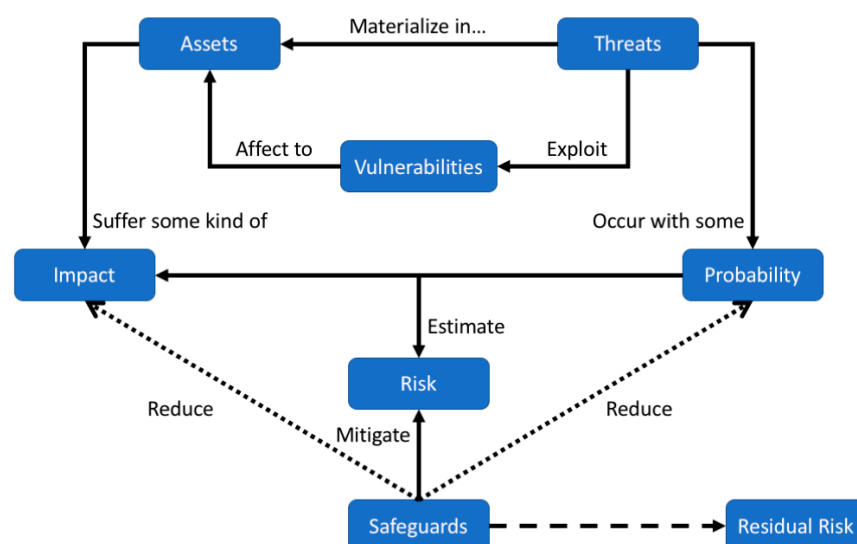 Materialize in...
Assets
Threats
Affect to
Vulnerabilities
Exploit
Suffer some kind of
Occur with some
Impact
Probability
Estimate
Risk
Reduce
Mitigate
Reduce
Safeguards
Residual Risk